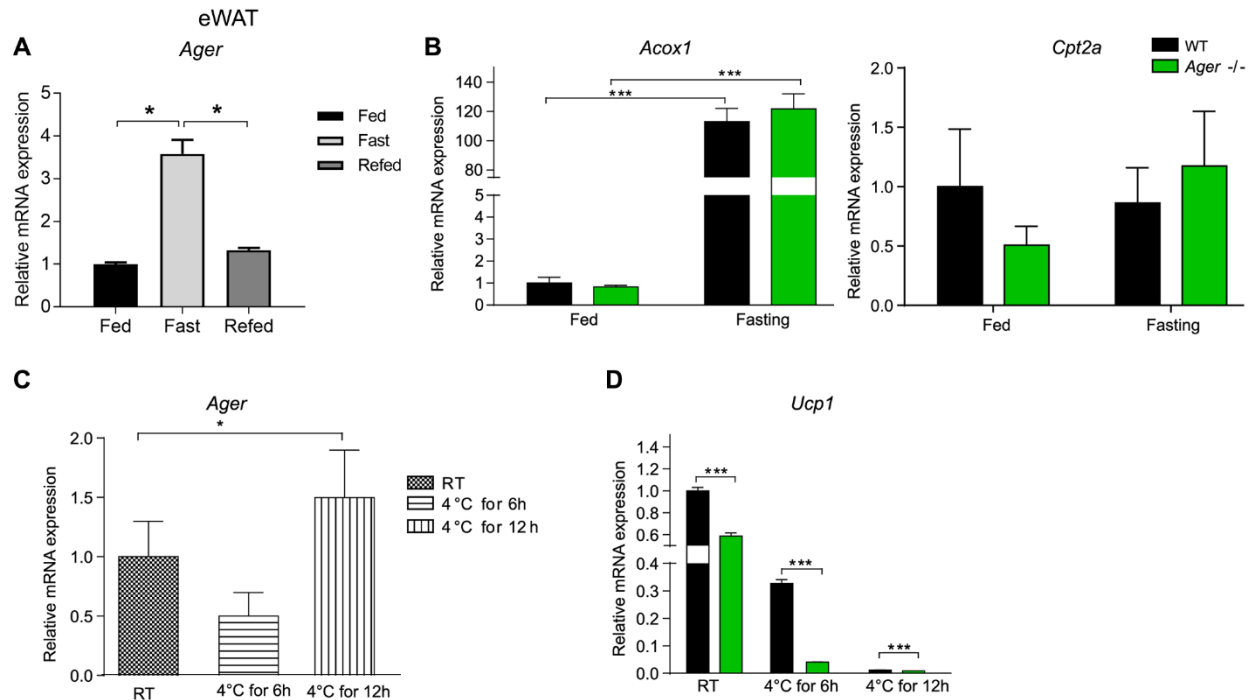 eWAT
A
Ager
Relative mRNA expression
5
4
3
2
1
0
* *
Fed Fast Refed
Fed
Fast
Refed
B
Acox1
Relative mRNA expression
140
120
100
80
5
4
3
2
1
0
***
***
Fed Fasting
Cpt2a
WT
Ager -/-
Relative mRNA expression
2.0
1.5
1.0
0.5
0.0
Fed Fasting
C
Ager
Relative mRNA expression
2.0
1.5
1.0
0.5
0.0
*
RT 4°C for 6h 4°C for 12h
RT
4°C for 6h
4°C for 12h
D
Ucp1
Relative mRNA expression
1.4
1.2
1.0
0.8
0.6
0.4
0.3
0.2
0.1
0.0
***
***
***
RT 4°C for 6h 4°C for 12h